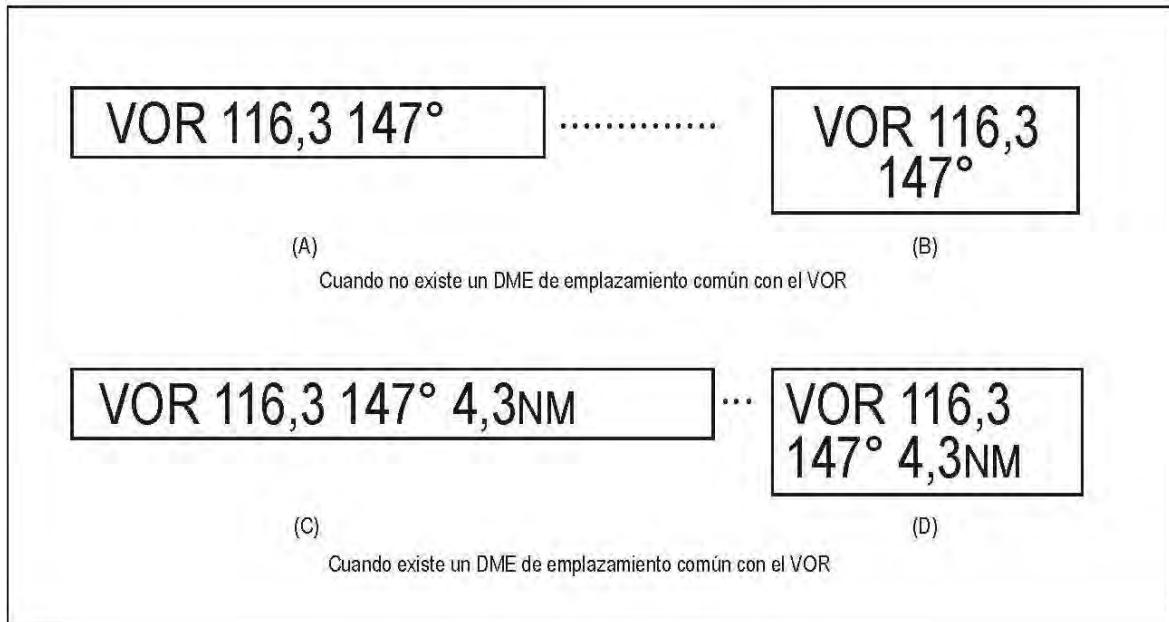 VOR 116,3 147° ..............
VOR 116,3
147°
(A)
(B)
Cuando no existe un DME de emplazamiento común con el VOR
VOR 116,3 147° 4,3NM ...
VOR 116,3
147° 4,3NM
(C)
(D)
Cuando existe un DME de emplazamiento común con el VOR